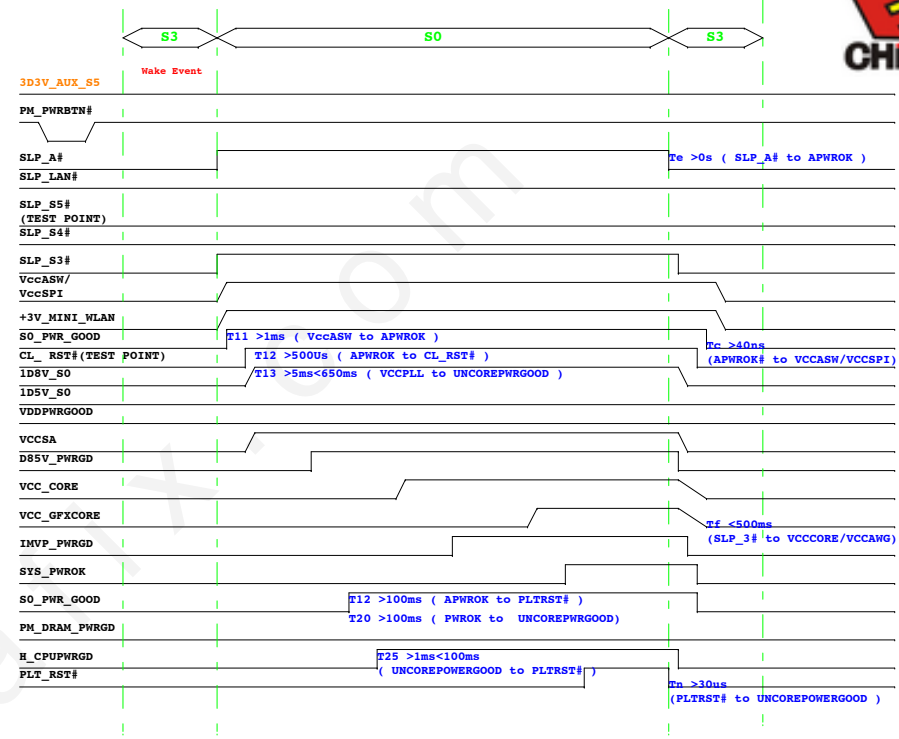 S3 S0 S3
Wake Event
3D3V_AUX_S5
PM_PWRBTN#
SLP_A# Te >0s ( SLP_A# to APWROK )
SLP_LAN#
SLP_S5#
(TEST POINT)
SLP_S4#
SLP_S3#
VccASW/
VccSPI
+3V_MINI_WLAN
S0_PWR_GOOD T11 >1ms ( VccASW to APWROK )
Tc >40ns
CL_ RST#(TEST POINT) T12 >500Us ( APWROK to CL_RST# ) (APWROK# to VCCASW/VCCSPI)
1D8V_S0 T13 >5ms<650ms ( VCCPLL to UNCOREPWRGOOD )
1D5V_S0
VDDPWRGOOD
VCCSA
D85V_PWRGD
VCC_CORE
VCC_GFXCORE
Tf <500ms
IMVP_PWRGD (SLP_3# to VCCCORE/VCCAWG)
SYS_PWROK
S0_PWR_GOOD T12 >100ms ( APWROK to PLTRST# )
T20 >100ms ( PWROK to UNCOREPWRGOOD)
PM_DRAM_PWRGD
H_CPUPWRGD T25 >1ms<100ms
( UNCOREPOWERGOOD to PLTRST# )
PLT_RST#
Tn >30us
(PLTRST# to UNCOREPOWERGOOD )
fix.com